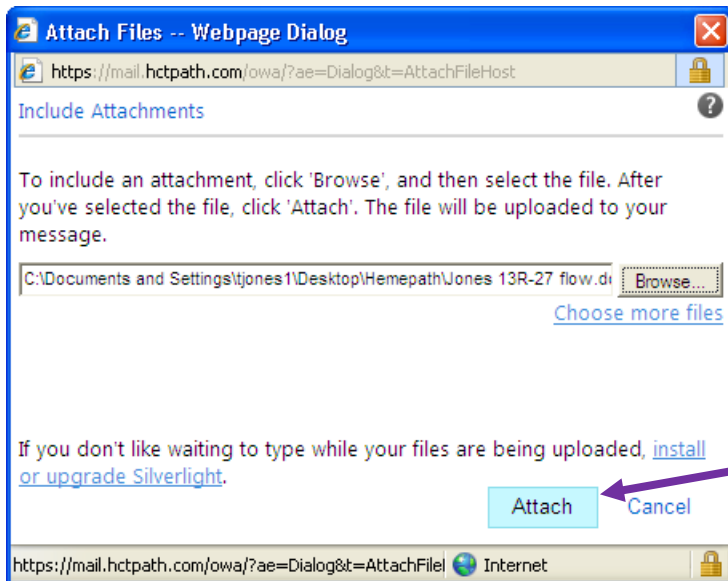 Attach Files -- Webpage Dialog
https://mail.hctpath.com/owa/?ae=Dialog&t=AttachFileHost
Include Attachments
?
To include an attachment, click 'Browse', and then select the file. After
you've selected the file, click 'Attach'. The file will be uploaded to your
message.
C:\Documents and Settings\tjones1\Desktop\Hemepath\Jones 13R-27 flow.d
Browse...
Choose more files
If you don't like waiting to type while your files are being uploaded, install
or upgrade Silverlight.
Attach Cancel
https://mail.hctpath.com/owa/?ae=Dialog&t=AttachFil Internet